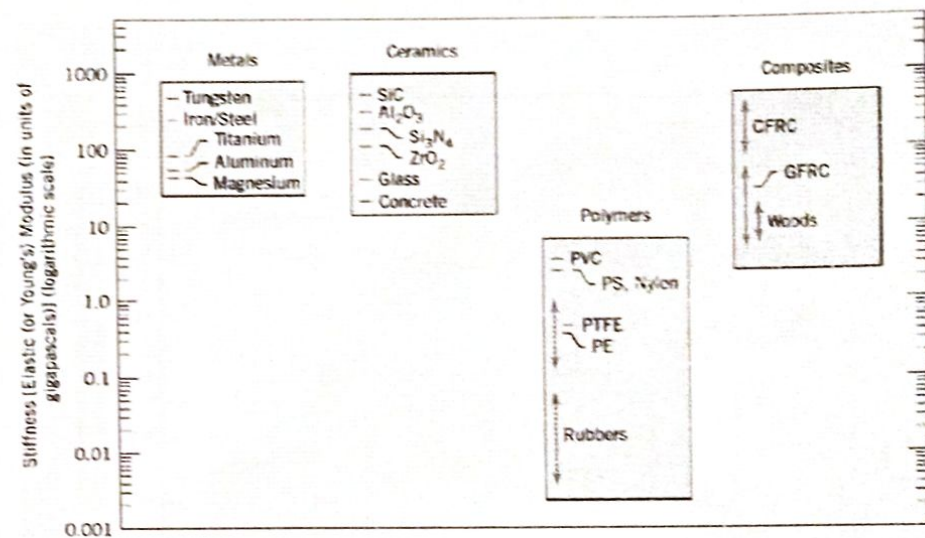 Stiffness [Elastic (or Young's) Modulus (in units of
gigapascals)] (logarithmic scale)
1000
100
10
1.0
0.1
0.01
0.001
Metals
Tungsten
Iron/Steel
Titanium
Aluminum
Magnesium
Ceramics
SiC
Al₂O₃
Si₃N₄
ZrO₂
Glass
Concrete
Polymers
PVC
PS, Nylon
PTFE
PE
Rubbers
Composites
CFRC
GFRC
Woods